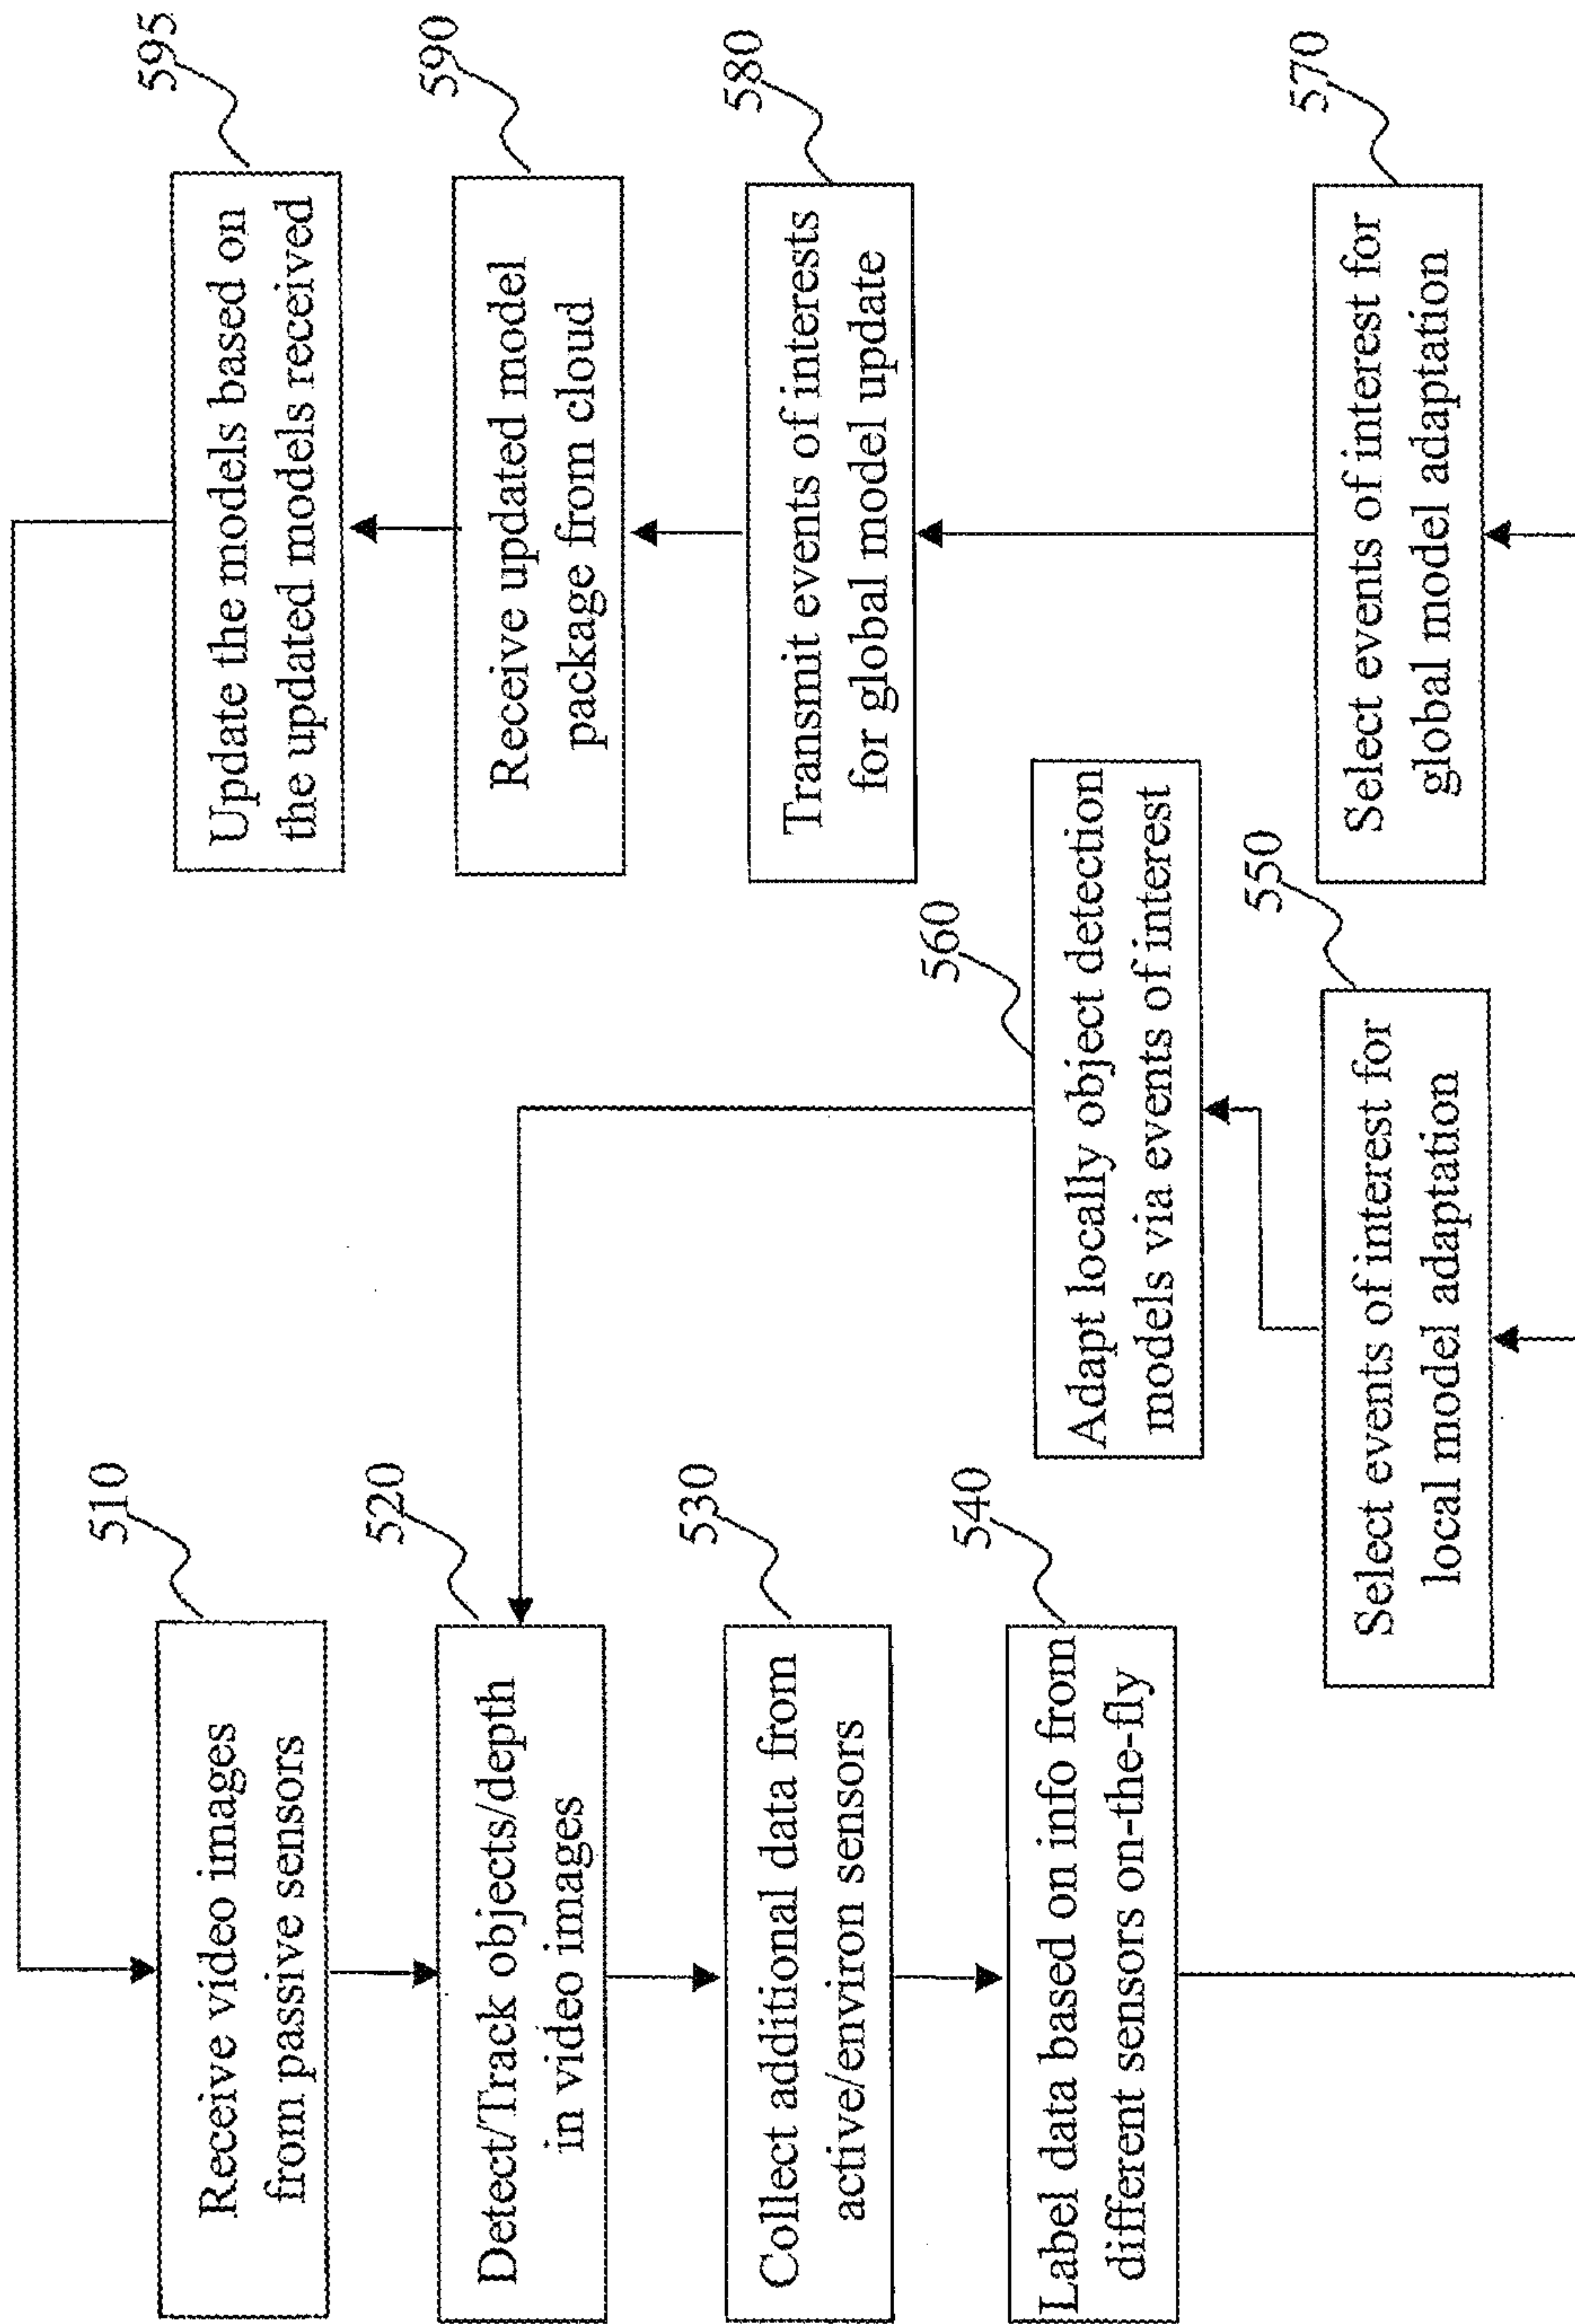 510
Receive video images
from passive sensors
520
Detect/Track objects/depth
in video images
530
Collect additional data from
active/environ sensors
540
Label data based on info from
different sensors on-the-fly
550
Select events of interest for
local model adaptation
560
Adapt locally object detection
models via events of interest
570
Select events of interest for
global model adaptation
580
Transmit events of interests
for global model update
590
Receive updated model
package from cloud
595
Update the models based on
the updated models received